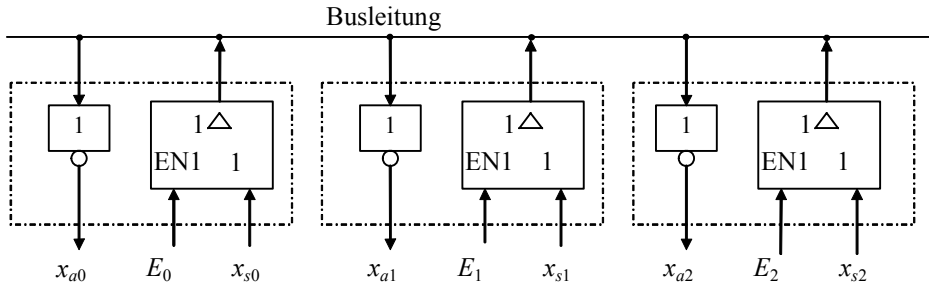 Busleitung
1 1 1 1 1 1
EN1 1 EN1 1 EN1 1
xa0 E0 xs0 xa1 E1 xs1 xa2 E2 xs2